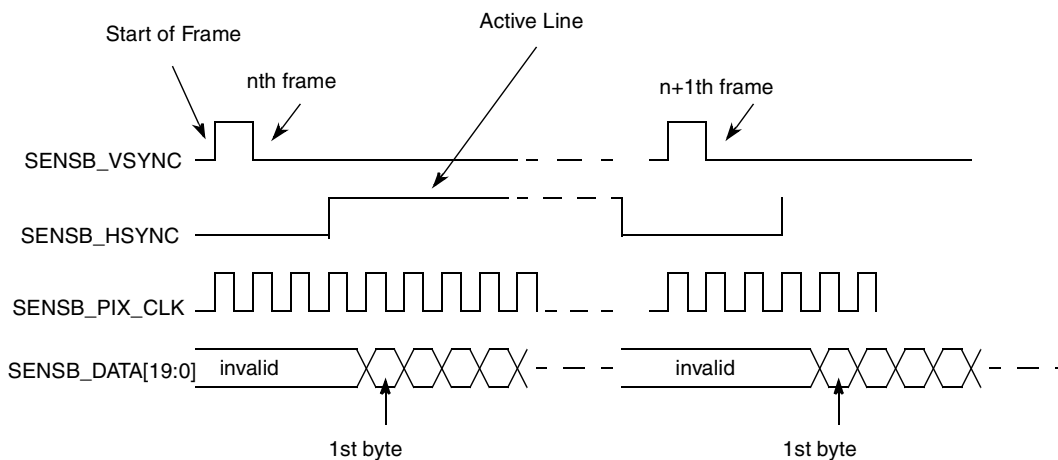 Active Line
Start of Frame
nth frame
n+1th frame
SENSB_VSYNC
SENSB_HSYNC
SENSB_PIX_CLK
SENSB_DATA[19:0]
invalid
invalid
1st byte
1st byte